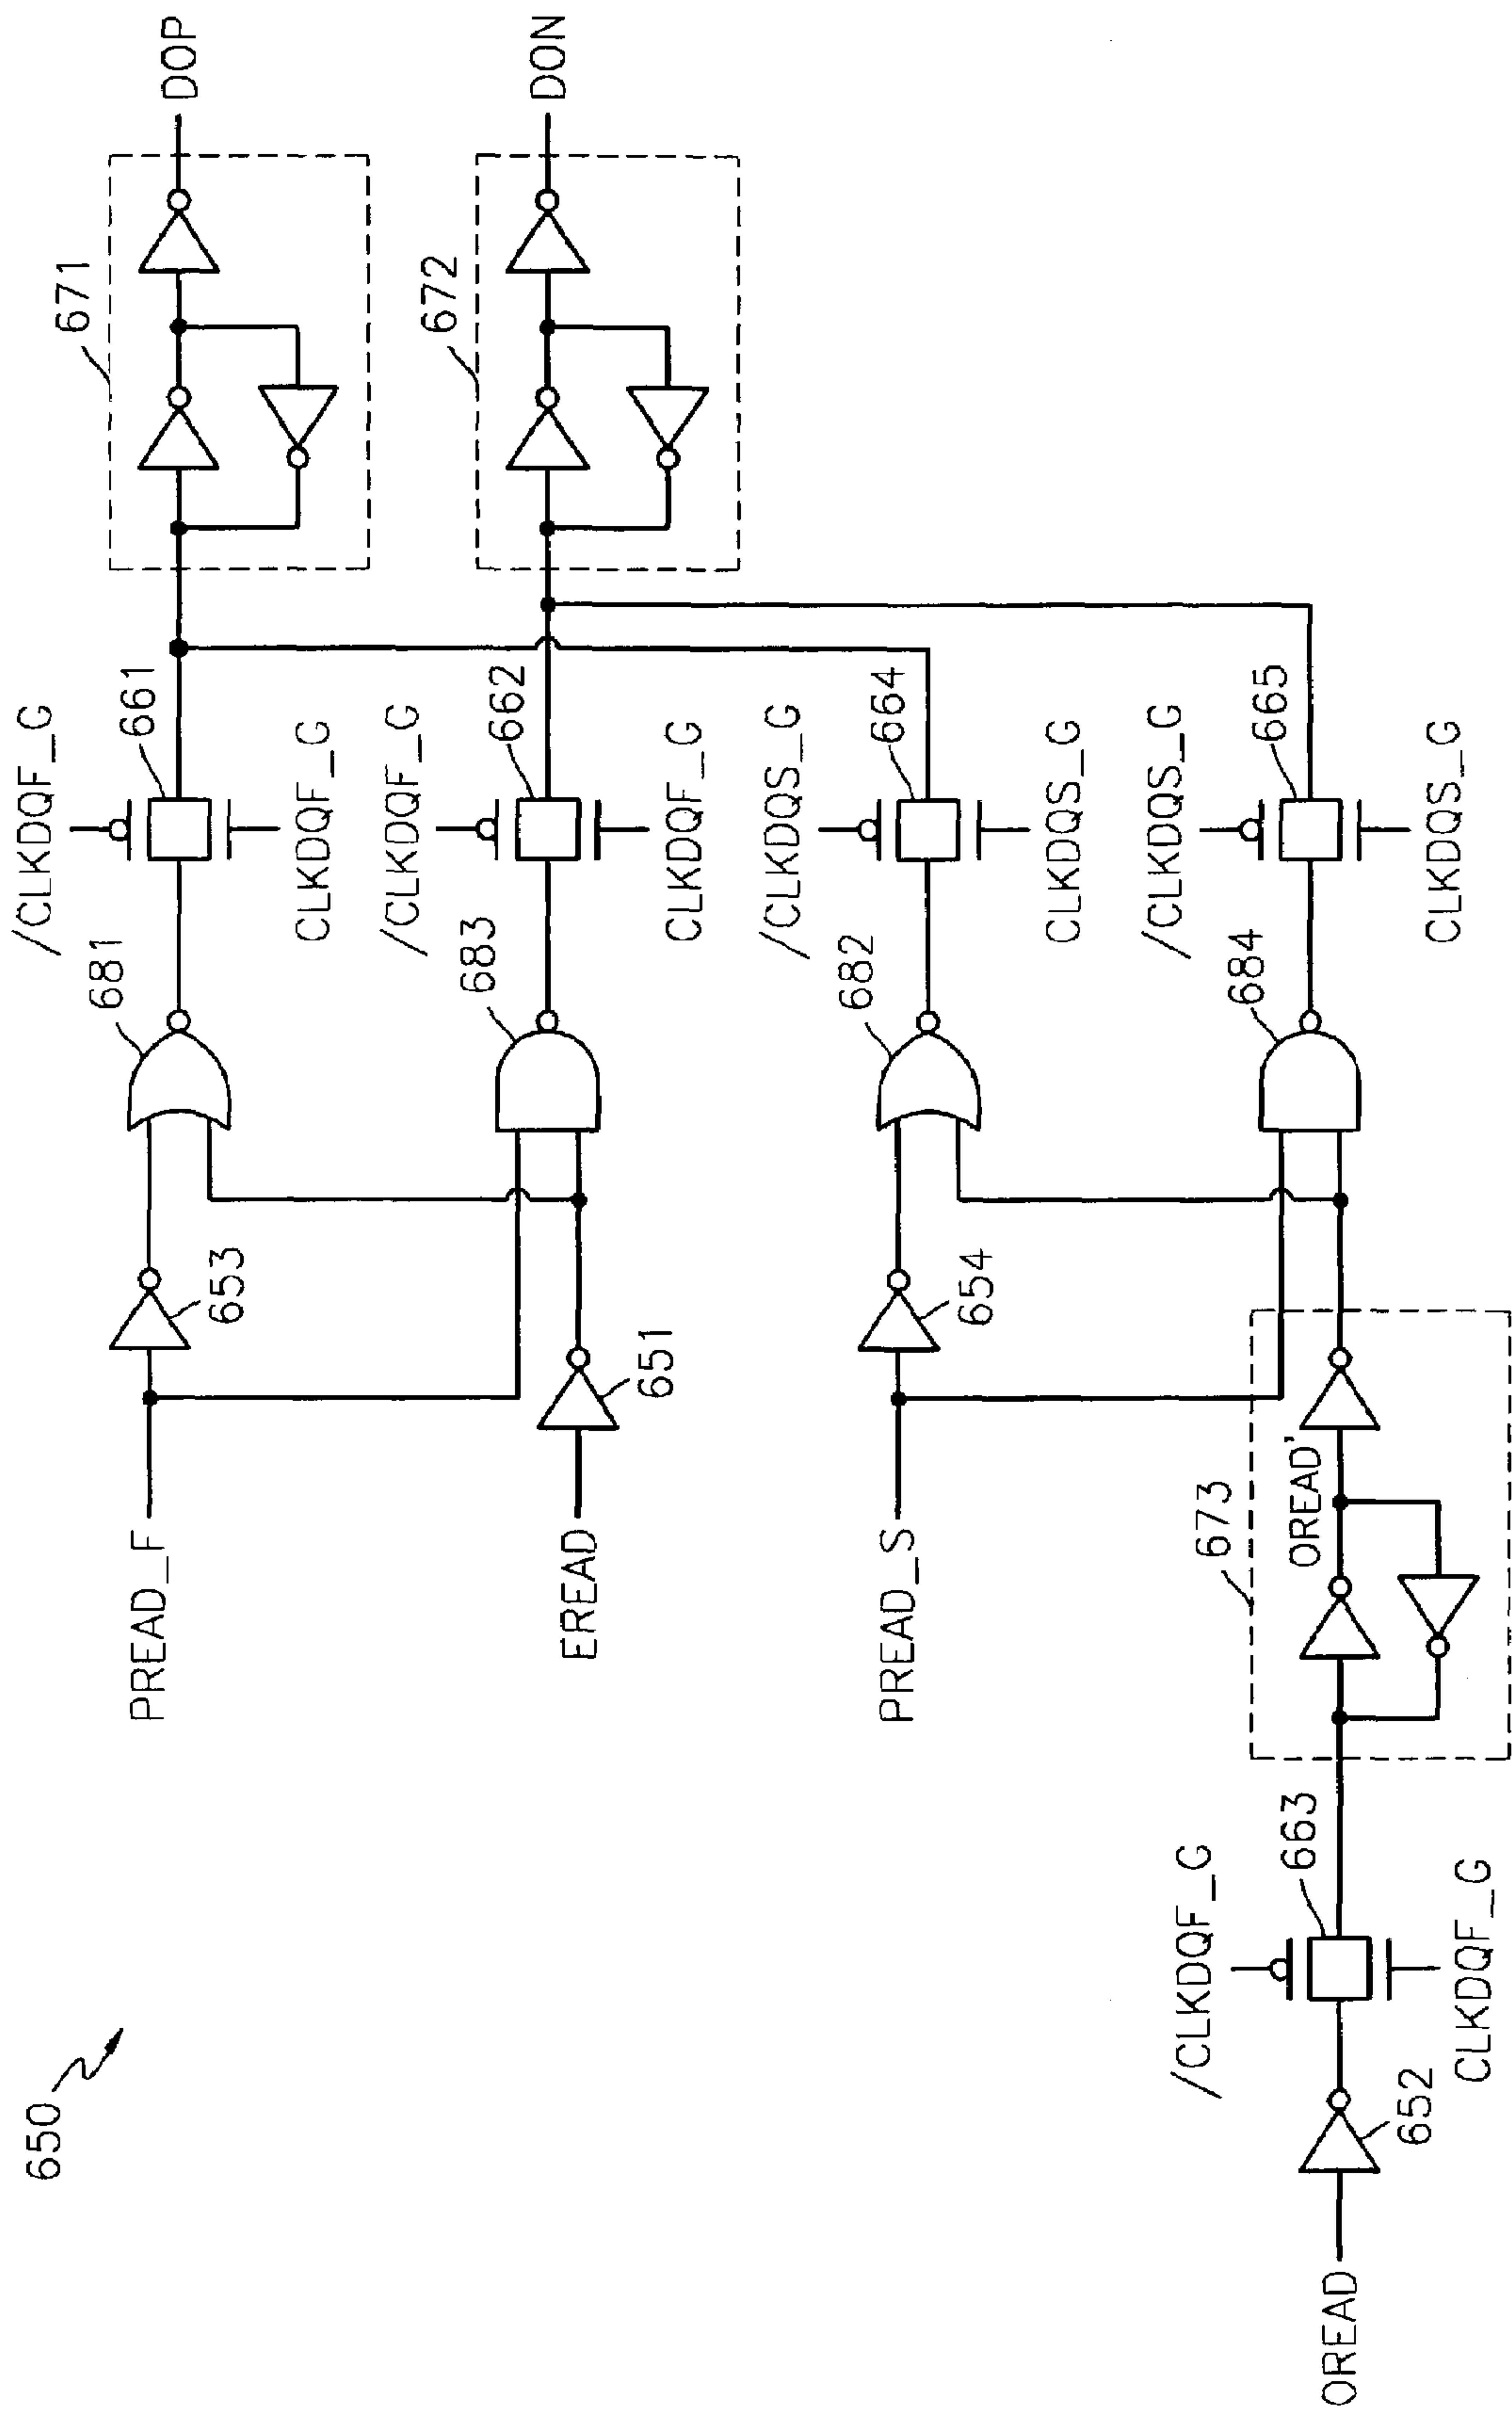 650
/CLKDQF_G
681
661
671
DOP
PREAD_F
653
CLKDQF_G
/CLKDQF_G
683
662
672
DON
EREAD
651
CLKDQF_G
/CLKDQS_G
682
664
PREAD_S
654
CLKDQS_G
/CLKDQS_G
684
665
673
OREAD'
CLKDQS_G
/CLKDQF_G
663
OREAD
652
CLKDQF_G